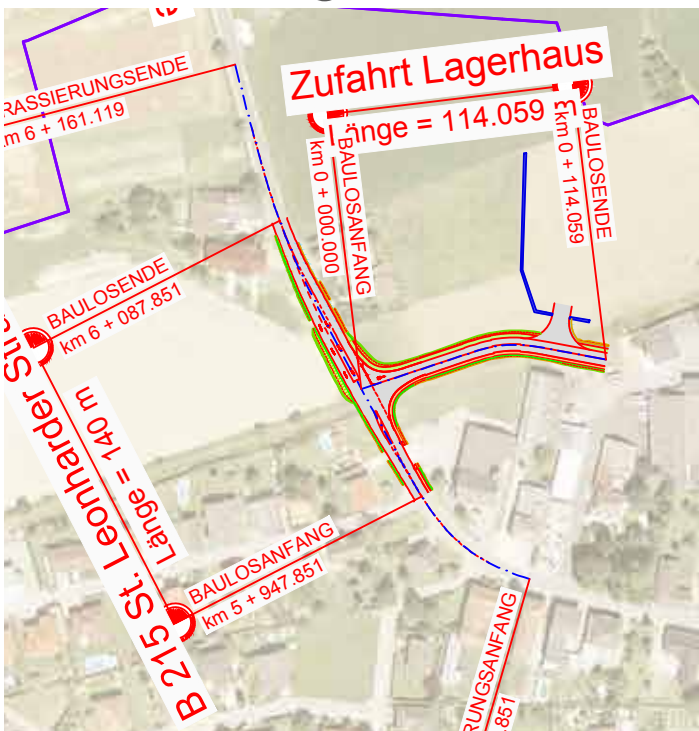 RASSIERUNGSENDE
km 6 + 161.119
Zufahrt Lagerhaus
Länge = 114.059
BAULOSANFANG
km 0 + 000.000
BAULOSENDE
km 0 + 114.059
BAULOSENDE
km 6 + 087.851
B 215 St. Leonharder Stra
Länge = 140 m
BAULOSANFANG
km 5 + 947.851
RUNGSANFANG
.851